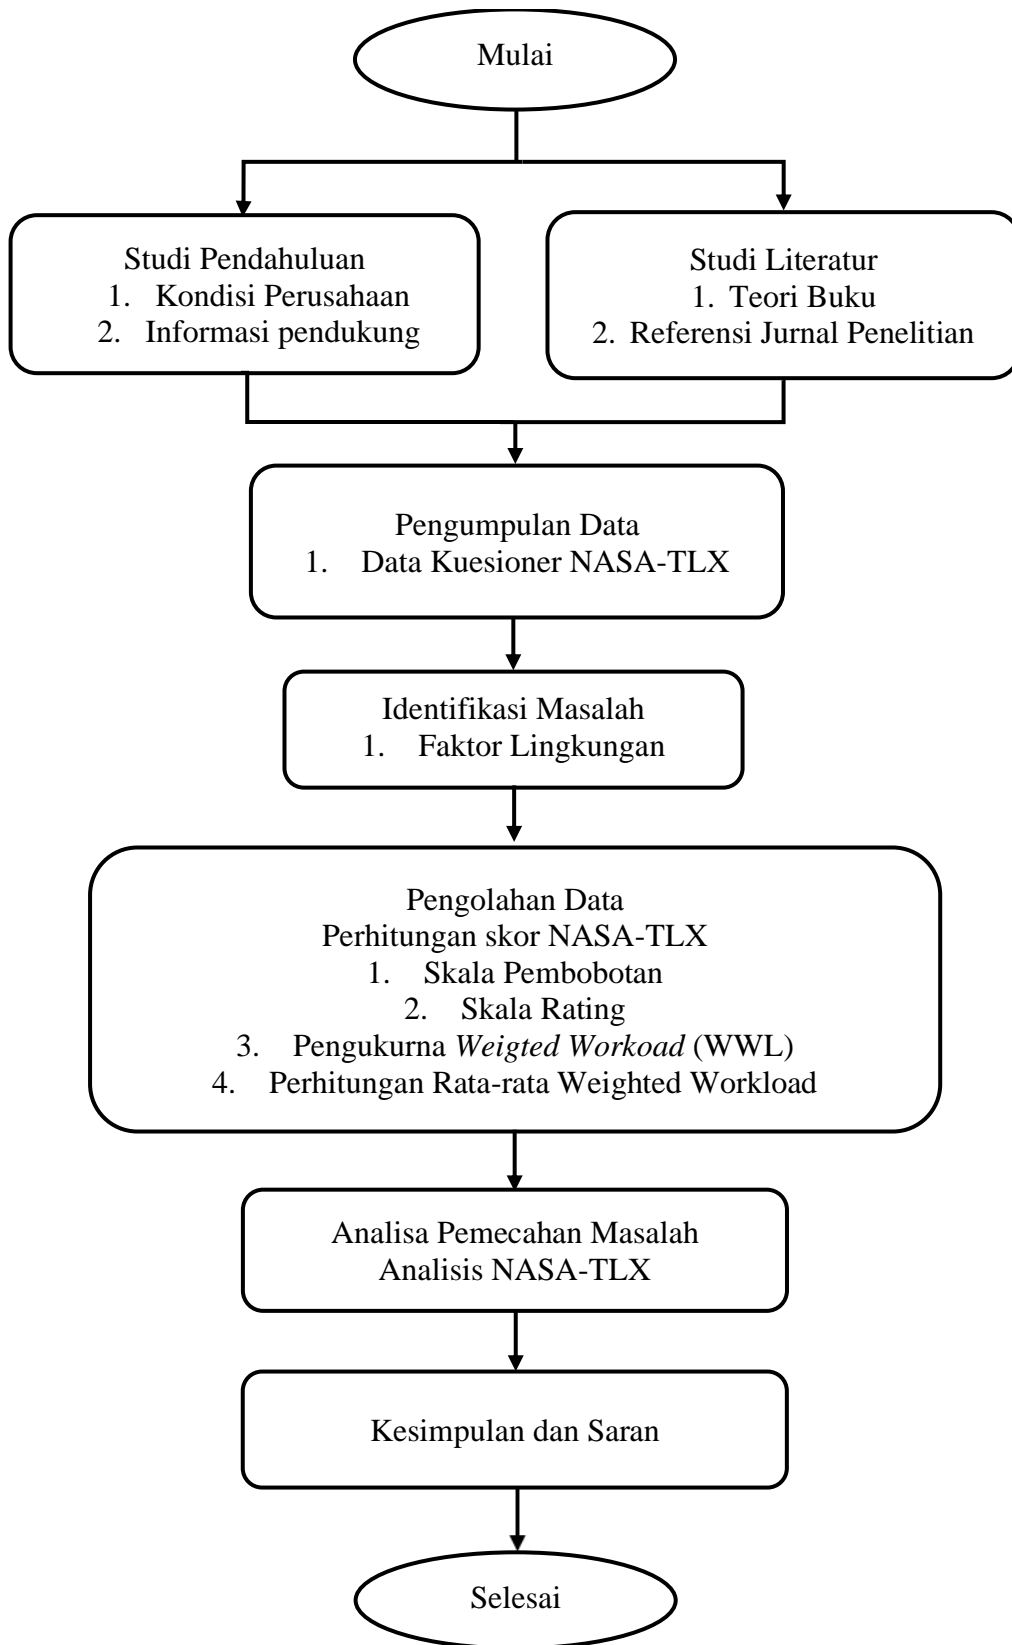 Mulai
Studi Pendahuluan
1. Kondisi Perusahaan
2. Informasi pendukung
Studi Literatur
1. Teori Buku
2. Referensi Jurnal Penelitian
Pengumpulan Data
1. Data Kuesioner NASA-TLX
Identifikasi Masalah
1. Faktor Lingkungan
Pengolahan Data
Perhitungan skor NASA-TLX
1. Skala Pembobotan
2. Skala Rating
3. Pengukurna Weigted Workoad (WWL)
4. Perhitungan Rata-rata Weighted Workload
Analisa Pemecahan Masalah
Analisis NASA-TLX
Kesimpulan dan Saran
Selesai